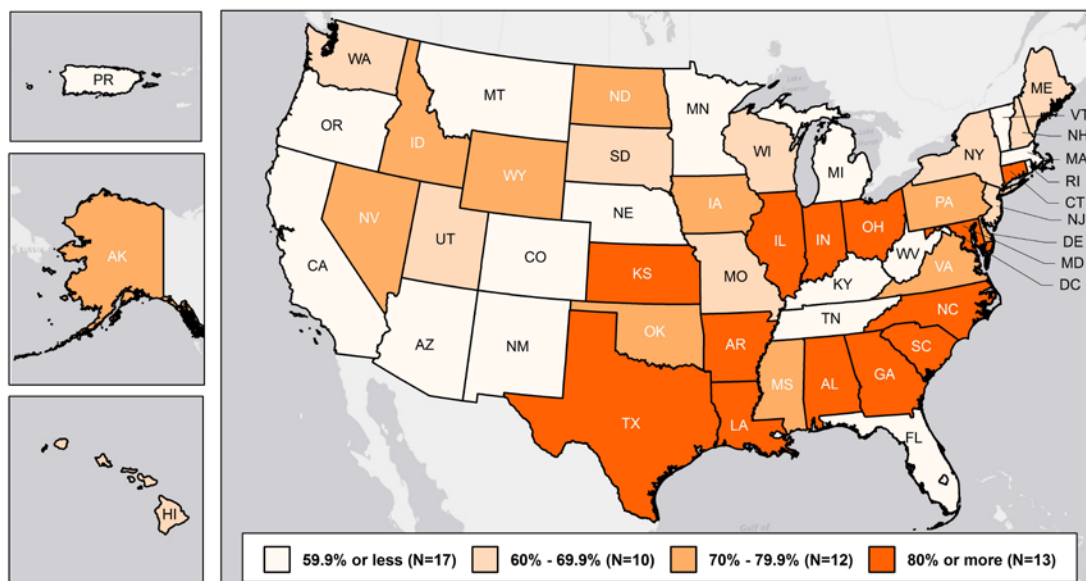 PR
AK
HI
WA
OR
CA
ID
NV
MT
WY
UT
AZ
CO
NM
ND
SD
NE
KS
OK
TX
MN
IA
MO
AR
LA
WI
IL
MI
IN
OH
KY
TN
MS
AL
GA
FL
SC
NC
VA
WV
PA
NY
ME
VT
NH
MA
RI
CT
NJ
DE
MD
DC
Gulf of
59.9% or less (N=17)
60% - 69.9% (N=10)
70% - 79.9% (N=12)
80% or more (N=13)